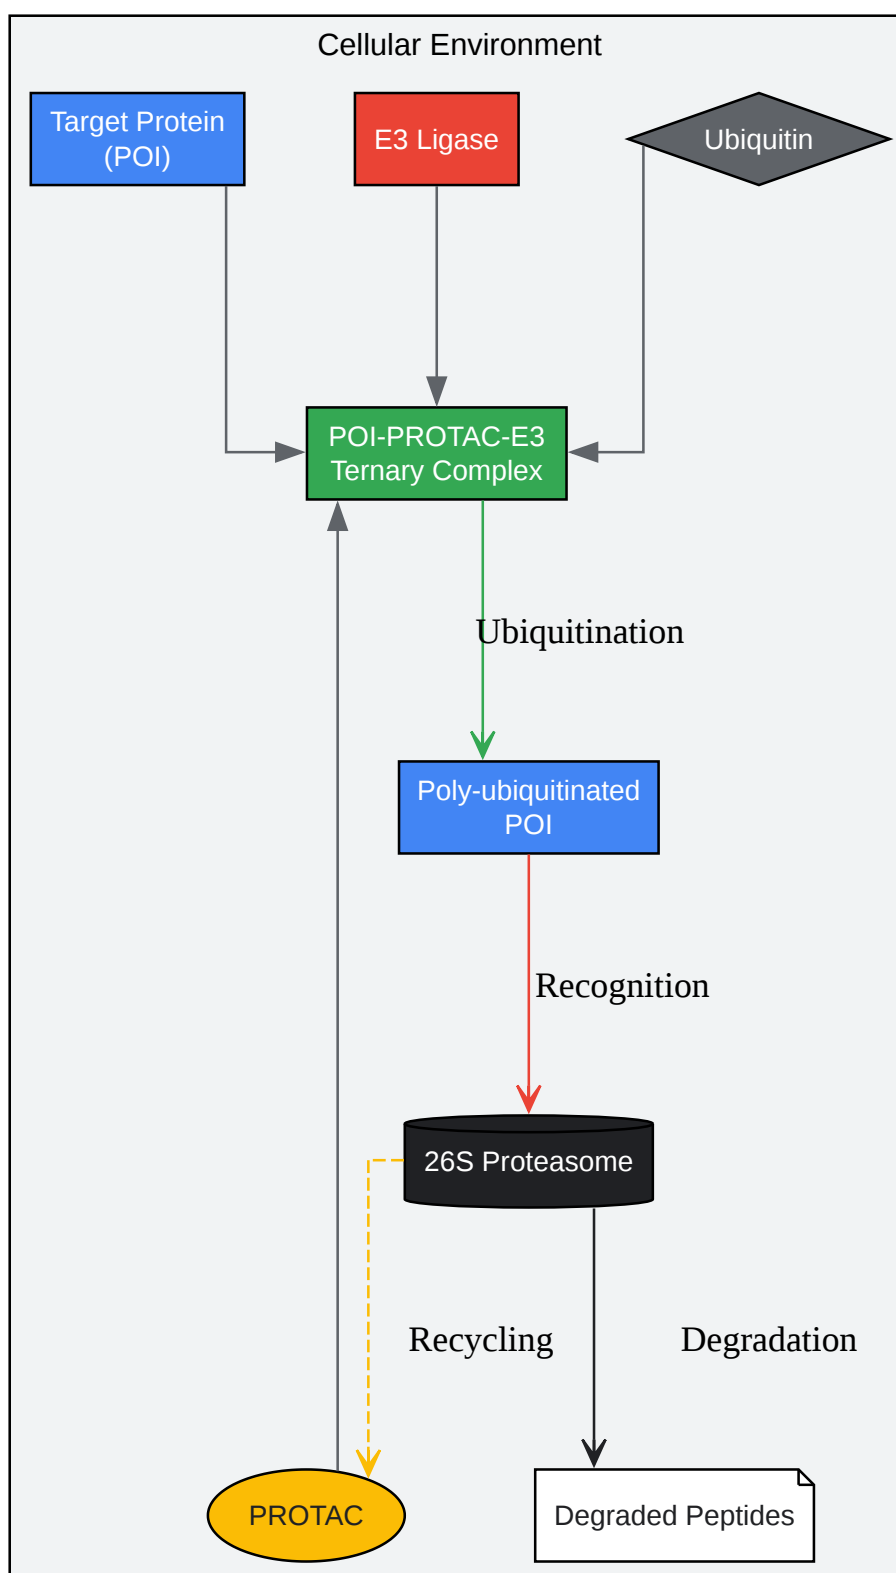 Cellular Environment
Target Protein
(POI)
E3 Ligase
Ubiquitin
POI-PROTAC-E3
Ternary Complex
Ubiquitination
Poly-ubiquitinated
POI
Recognition
26S Proteasome
Recycling
Degradation
PROTAC
Degraded Peptides